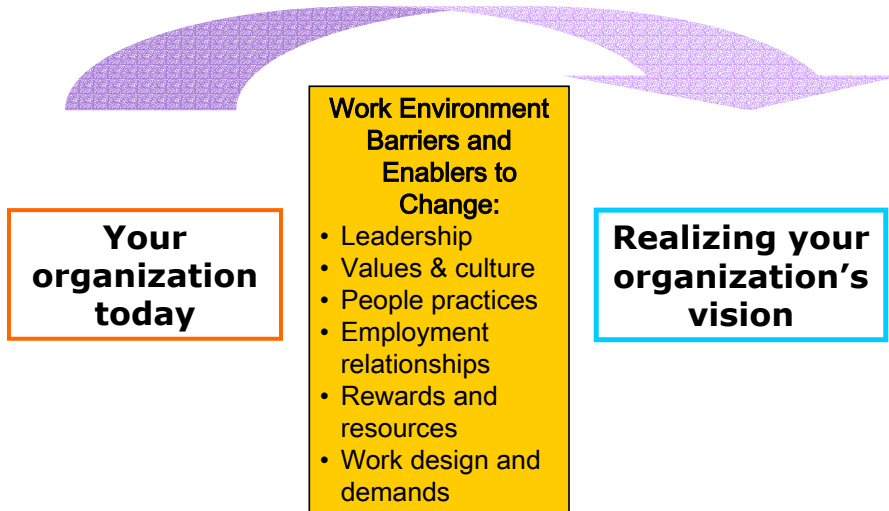 Your
organization
today
Work Environment
Barriers and
Enablers to
Change:
• Leadership
• Values & culture
• People practices
• Employment
relationships
• Rewards and
resources
• Work design and
demands
Realizing your
organization’s
vision